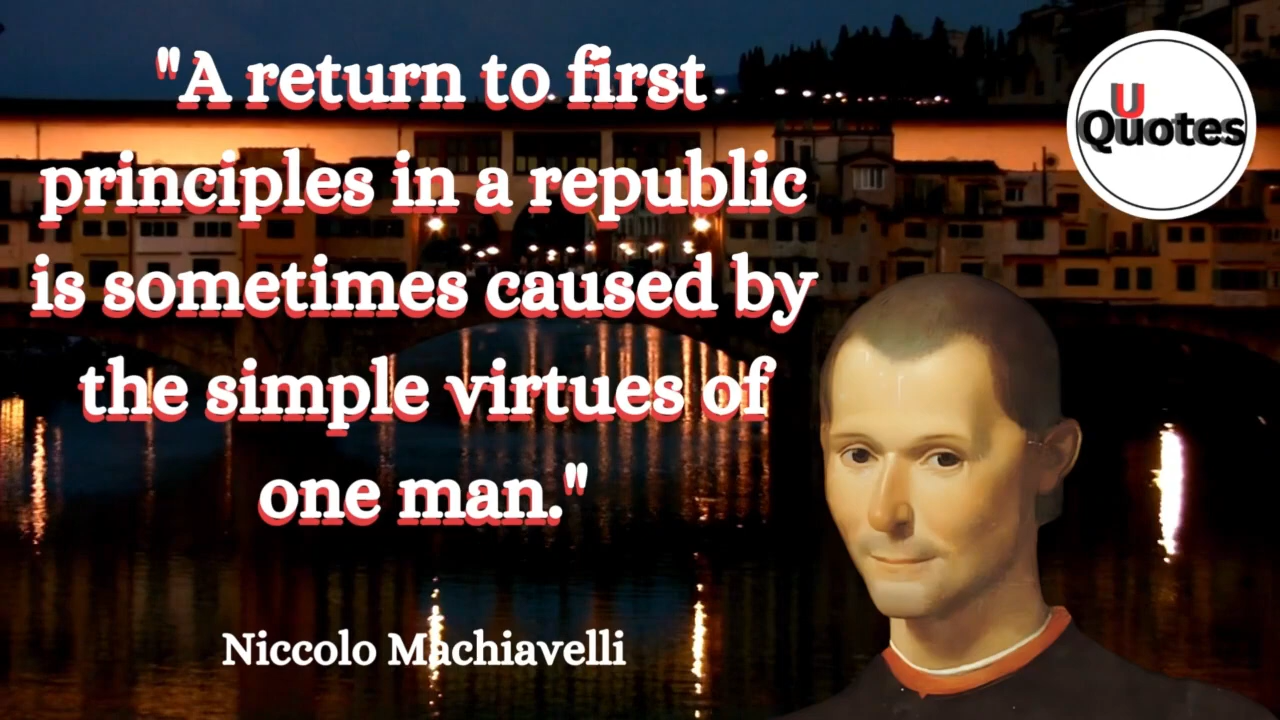 "A return to first
principles in a republic
is sometimes caused by
the simple virtues of
one man."
Niccolo Machiavelli
U
Quotes